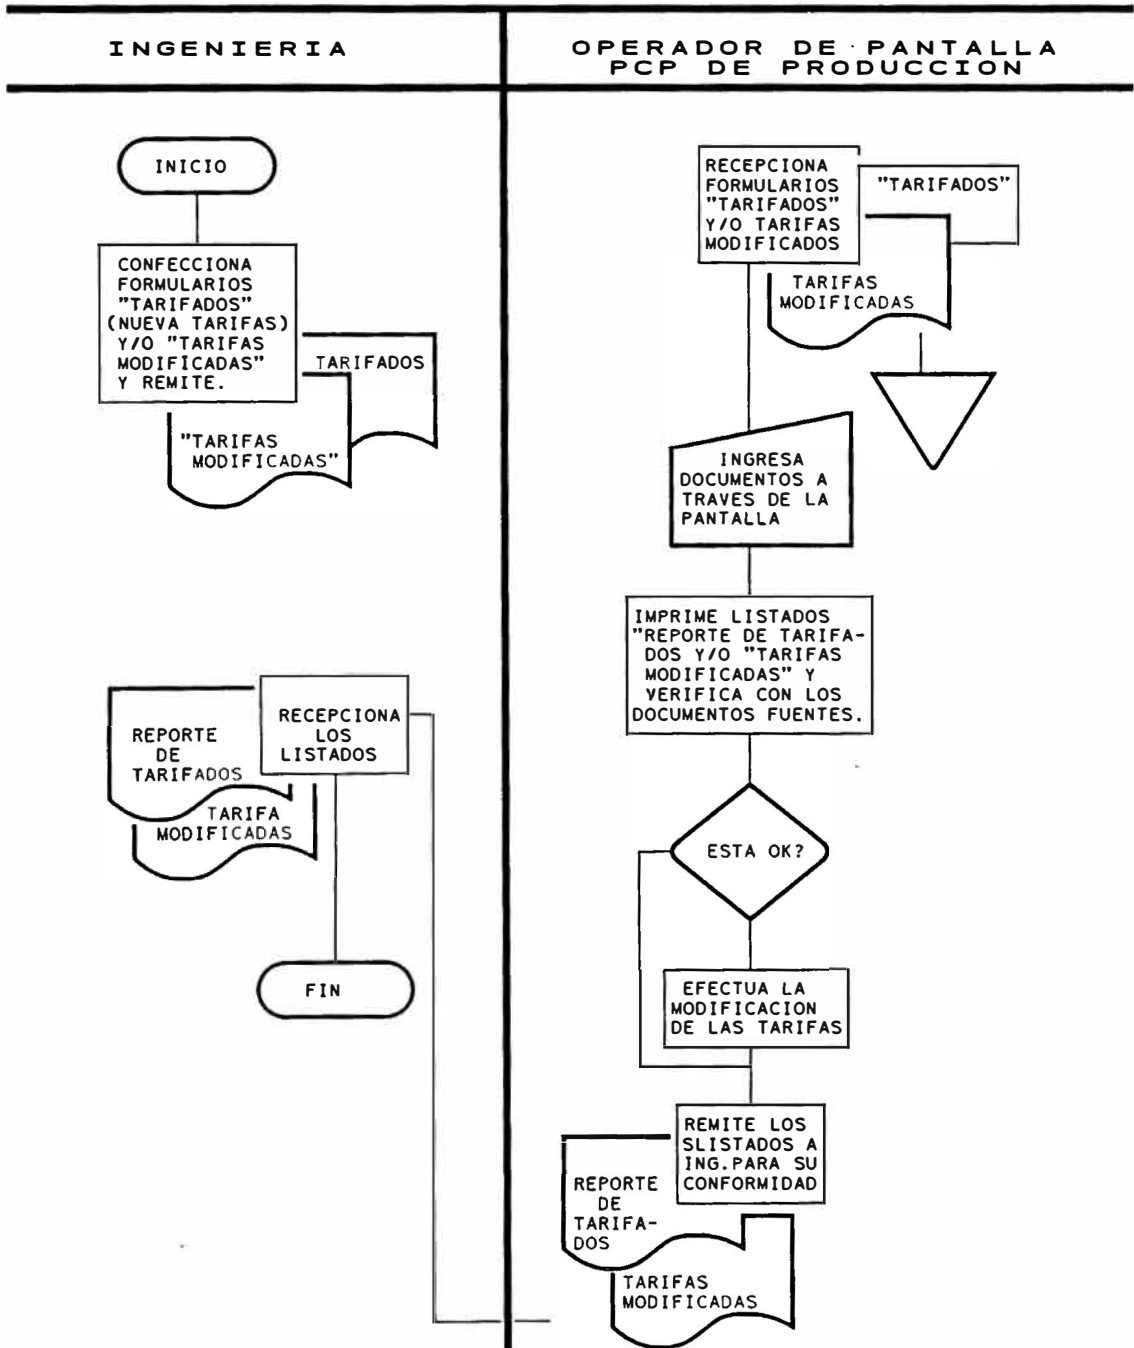 INGENIERIA
OPERADOR DE PANTALLA
PCP DE PRODUCCION
INICIO
CONFECCIONA
FORMULARIOS
"TARIFADOS"
(NUEVA TARIFAS)
Y/O "TARIFAS
MODIFICADAS"
Y REMITE.
TARIFADOS
"TARIFAS
MODIFICADAS"
RECEPCIONA
FORMULARIOS
"TARIFADOS"
Y/O TARIFAS
MODIFICADOS
"TARIFADOS"
TARIFAS
MODIFICADAS
INGRESA
DOCUMENTOS A
TRAVES DE LA
PANTALLA
IMPRIME LISTADOS
"REPORTE DE TARIFA-
DOS Y/O "TARIFAS
MODIFICADAS" Y
VERIFICA CON LOS
DOCUMENTOS FUENTES.
ESTA OK?
EFECTUA LA
MODIFICACION
DE LAS TARIFAS
REMITE LOS
SLISTADOS A
ING.PARA SU
CONFORMIDAD
REPORTE
DE
TARIFA-
DOS
TARIFAS
MODIFICADAS
RECEPCIONA
LOS
LISTADOS
REPORTE
DE
TARIFADOS
TARIFA
MODIFICADAS
FIN